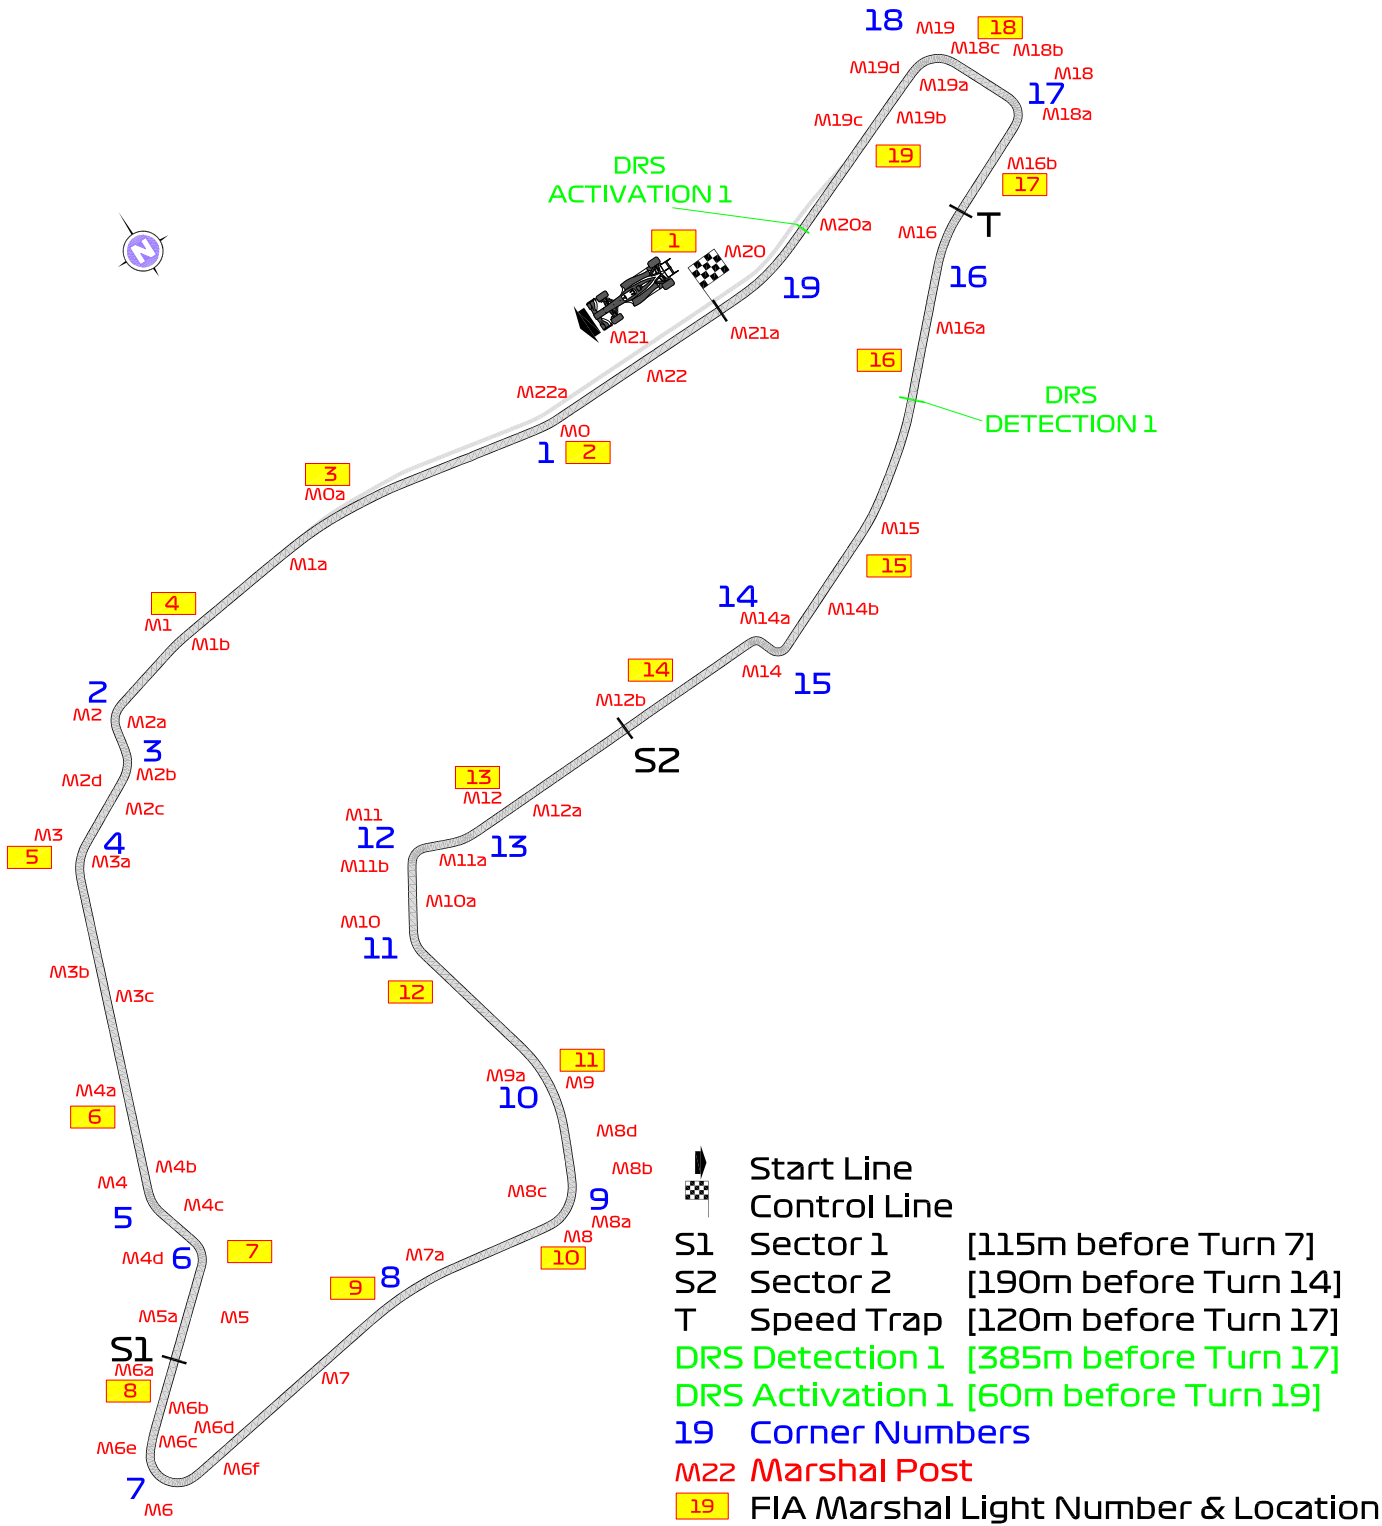 18
M19
18
M18c
M18b
M19d
M18
M19a
17
M18a
M19c
M19b
19
M16b
17
DRS
ACTIVATION 1
M20a
M16
T
N
1
M20
16
19
M21
M21a
M16a
16
M22
M22a
DRS
DETECTION 1
M0
1
2
3
M0a
M15
M1a
15
4
14
M14b
M1
M14a
M1b
14
M14
15
2
M12b
M2
M2a
3
S2
M2b
M2d
13
M12
M2c
M12a
M11
M3
12
4
13
5
M3a
M11b
M11a
M10a
M10
11
M3b
12
M3c
11
M9a
M9
M4a
10
6
M8d
M4b
M8b
M4
M8c
9
M4c
5
M8a
M8
7
M7a
M4d
6
10
8
9
M5a
M5
S1
M6a
M7
8
M6b
M6d
M6c
M6e
M6f
7
M6
Start Line
Control Line
S1 Sector 1 [115m before Turn 7]
S2 Sector 2 [190m before Turn 14]
T Speed Trap [120m before Turn 17]
DRS Detection 1 [385m before Turn 17]
DRS Activation 1 [60m before Turn 19]
19 Corner Numbers
M22 Marshal Post
19 FIA Marshal Light Number & Location